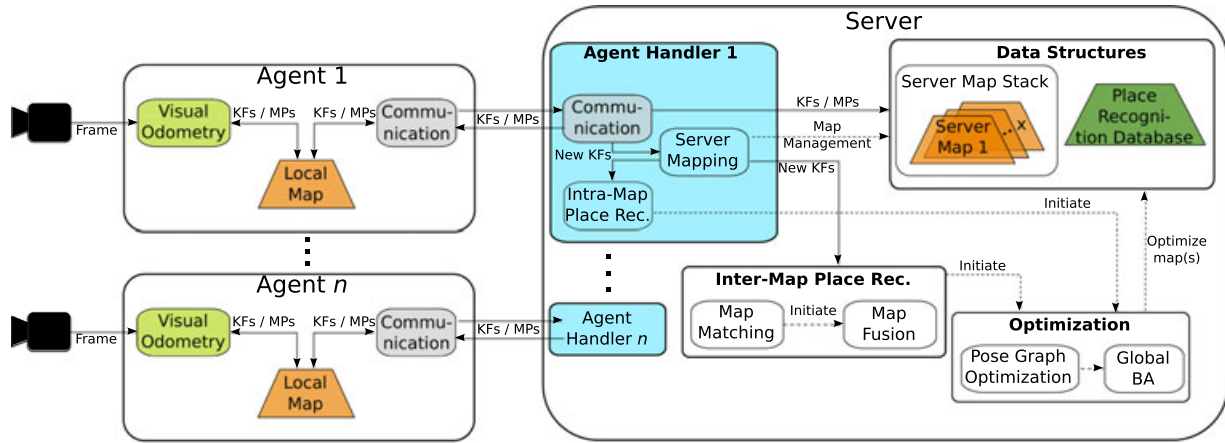 Server
Agent 1
Frame
Visual
Odometry
KFs / MPs
KFs / MPs
Commu-
nication
Local
Map
KFs / MPs
Agent Handler 1
Commu-
nication
New KFs
Server
Mapping
Intra-Map
Place Rec.
KFs / MPs
Map
Management
New KFs
Data Structures
Server Map Stack
Server
Map 1
... x
Place
Recogni-
tion Database
Initiate
Optimize
map(s)
Agent n
Frame
Visual
Odometry
KFs / MPs
KFs / MPs
Commu-
nication
Local
Map
KFs / MPs
Agent
Handler n
Inter-Map Place Rec.
Map
Matching
Initiate
Map
Fusion
Initiate
Optimization
Pose Graph
Optimization
Global
BA